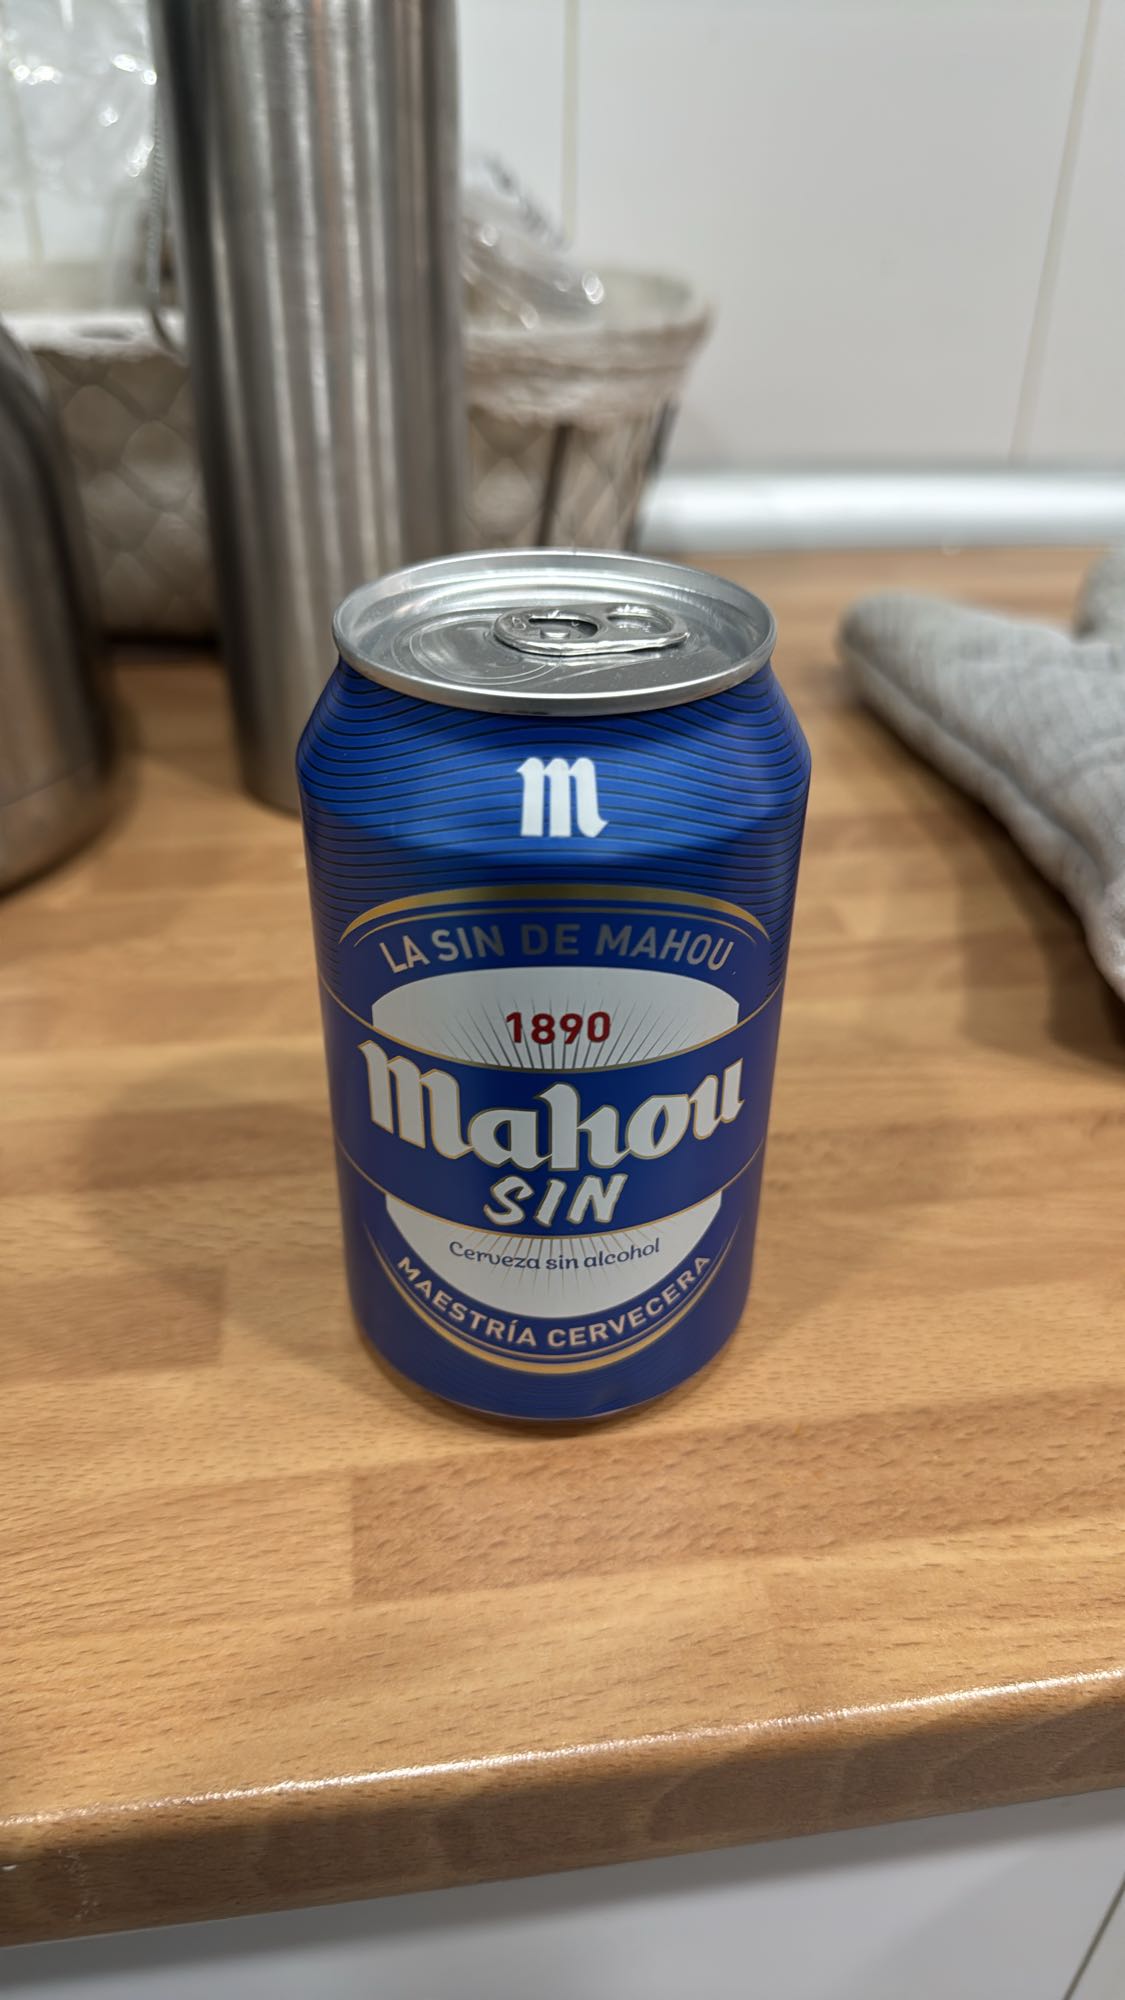 m
LA SIN DE MAHOU
1890
Mahou
SIN
Cerveza sin alcohol
MAESTRÍA CERVECERA